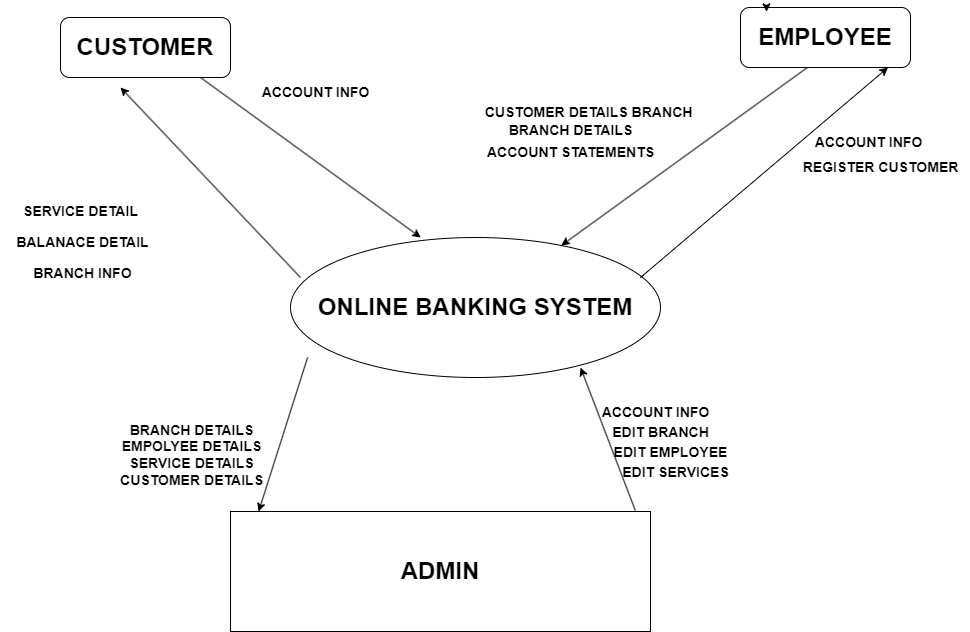 CUSTOMER
EMPLOYEE
ACCOUNT INFO
CUSTOMER DETAILS BRANCH
BRANCH DETAILS
ACCOUNT STATEMENTS
ACCOUNT INFO
REGISTER CUSTOMER
SERVICE DETAIL
BALANACE DETAIL
BRANCH INFO
ONLINE BANKING SYSTEM
BRANCH DETAILS
EMPOLYEE DETAILS
SERVICE DETAILS
CUSTOMER DETAILS
ACCOUNT INFO
EDIT BRANCH
EDIT EMPLOYEE
EDIT SERVICES
ADMIN